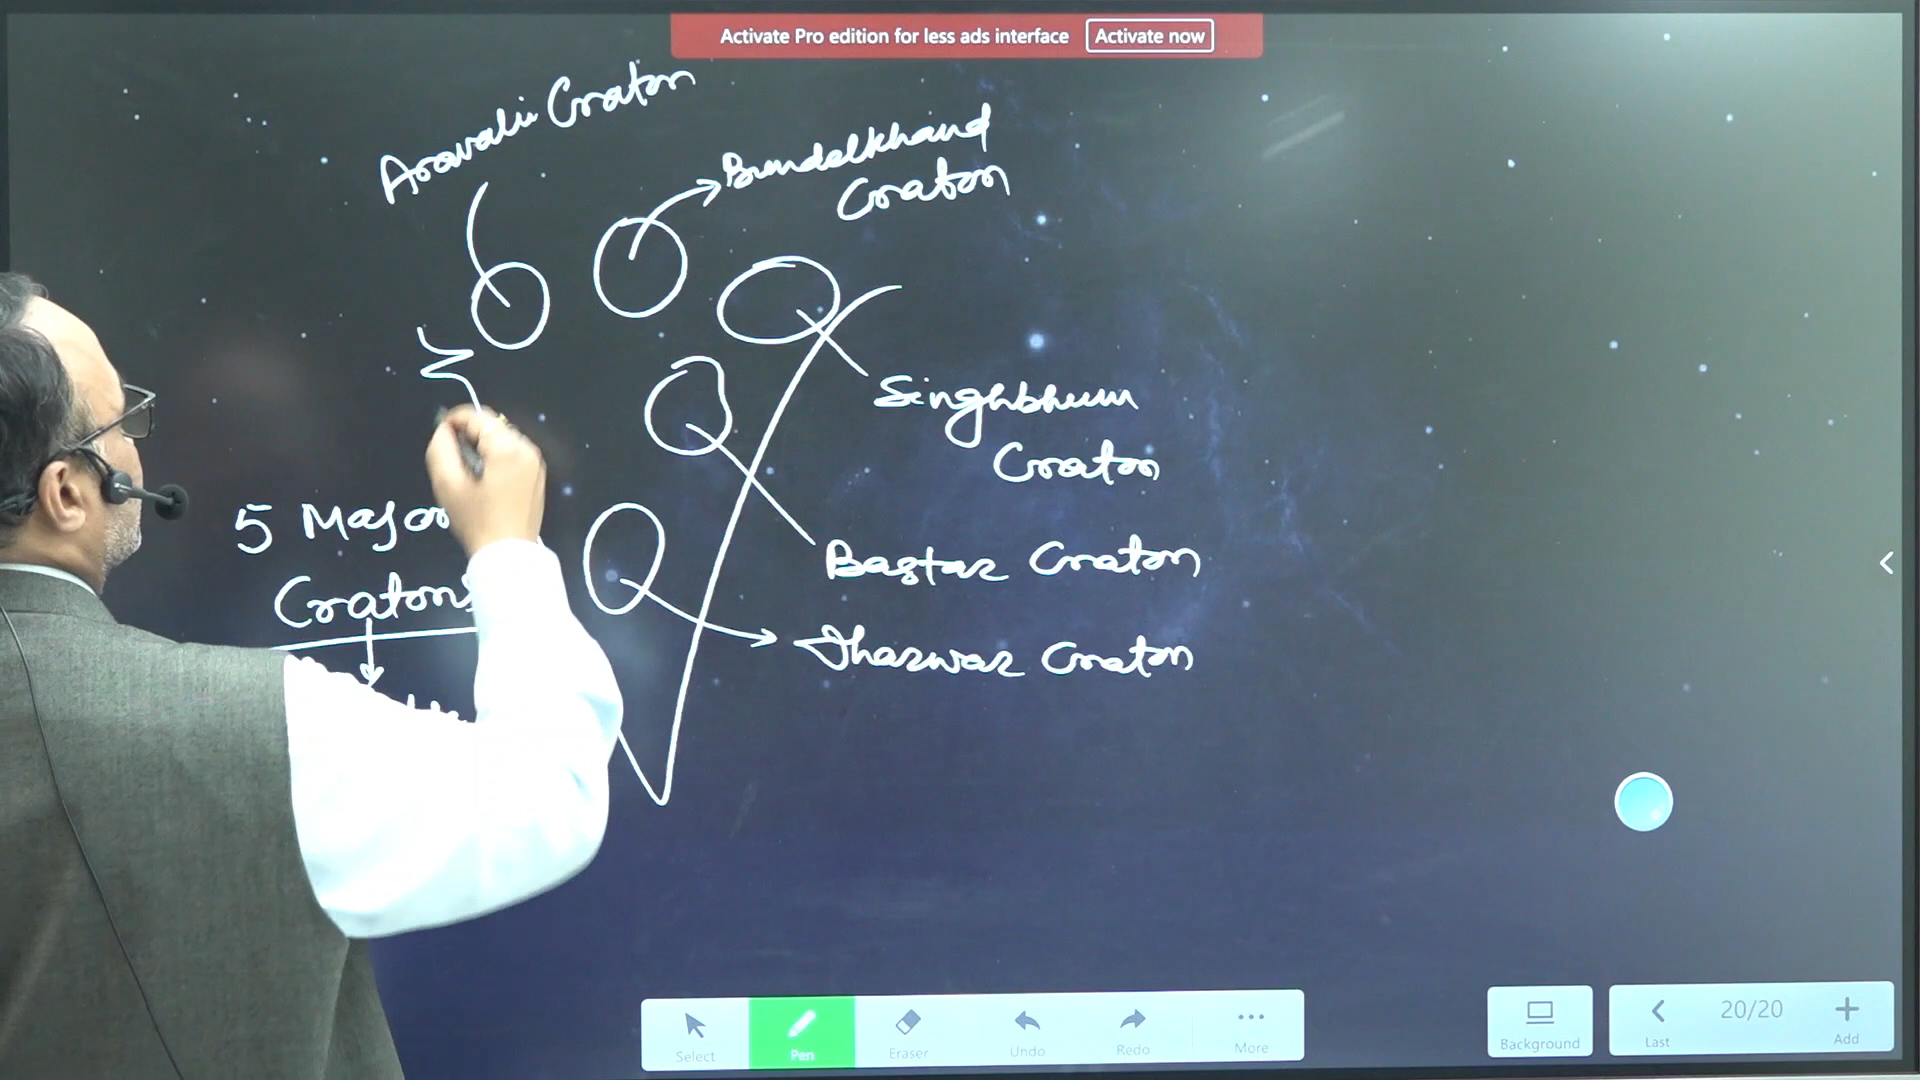 Activate Pro edition for less ads interface Activate now
Aravalli Craton
Bundelkhand
Craton
Singhbhum
Craton
5 Major
Cratons
Bastar Craton
Dharwar Craton
Select
Pen
Eraser
Undo
Redo
More
Background
Last
20/20
Add